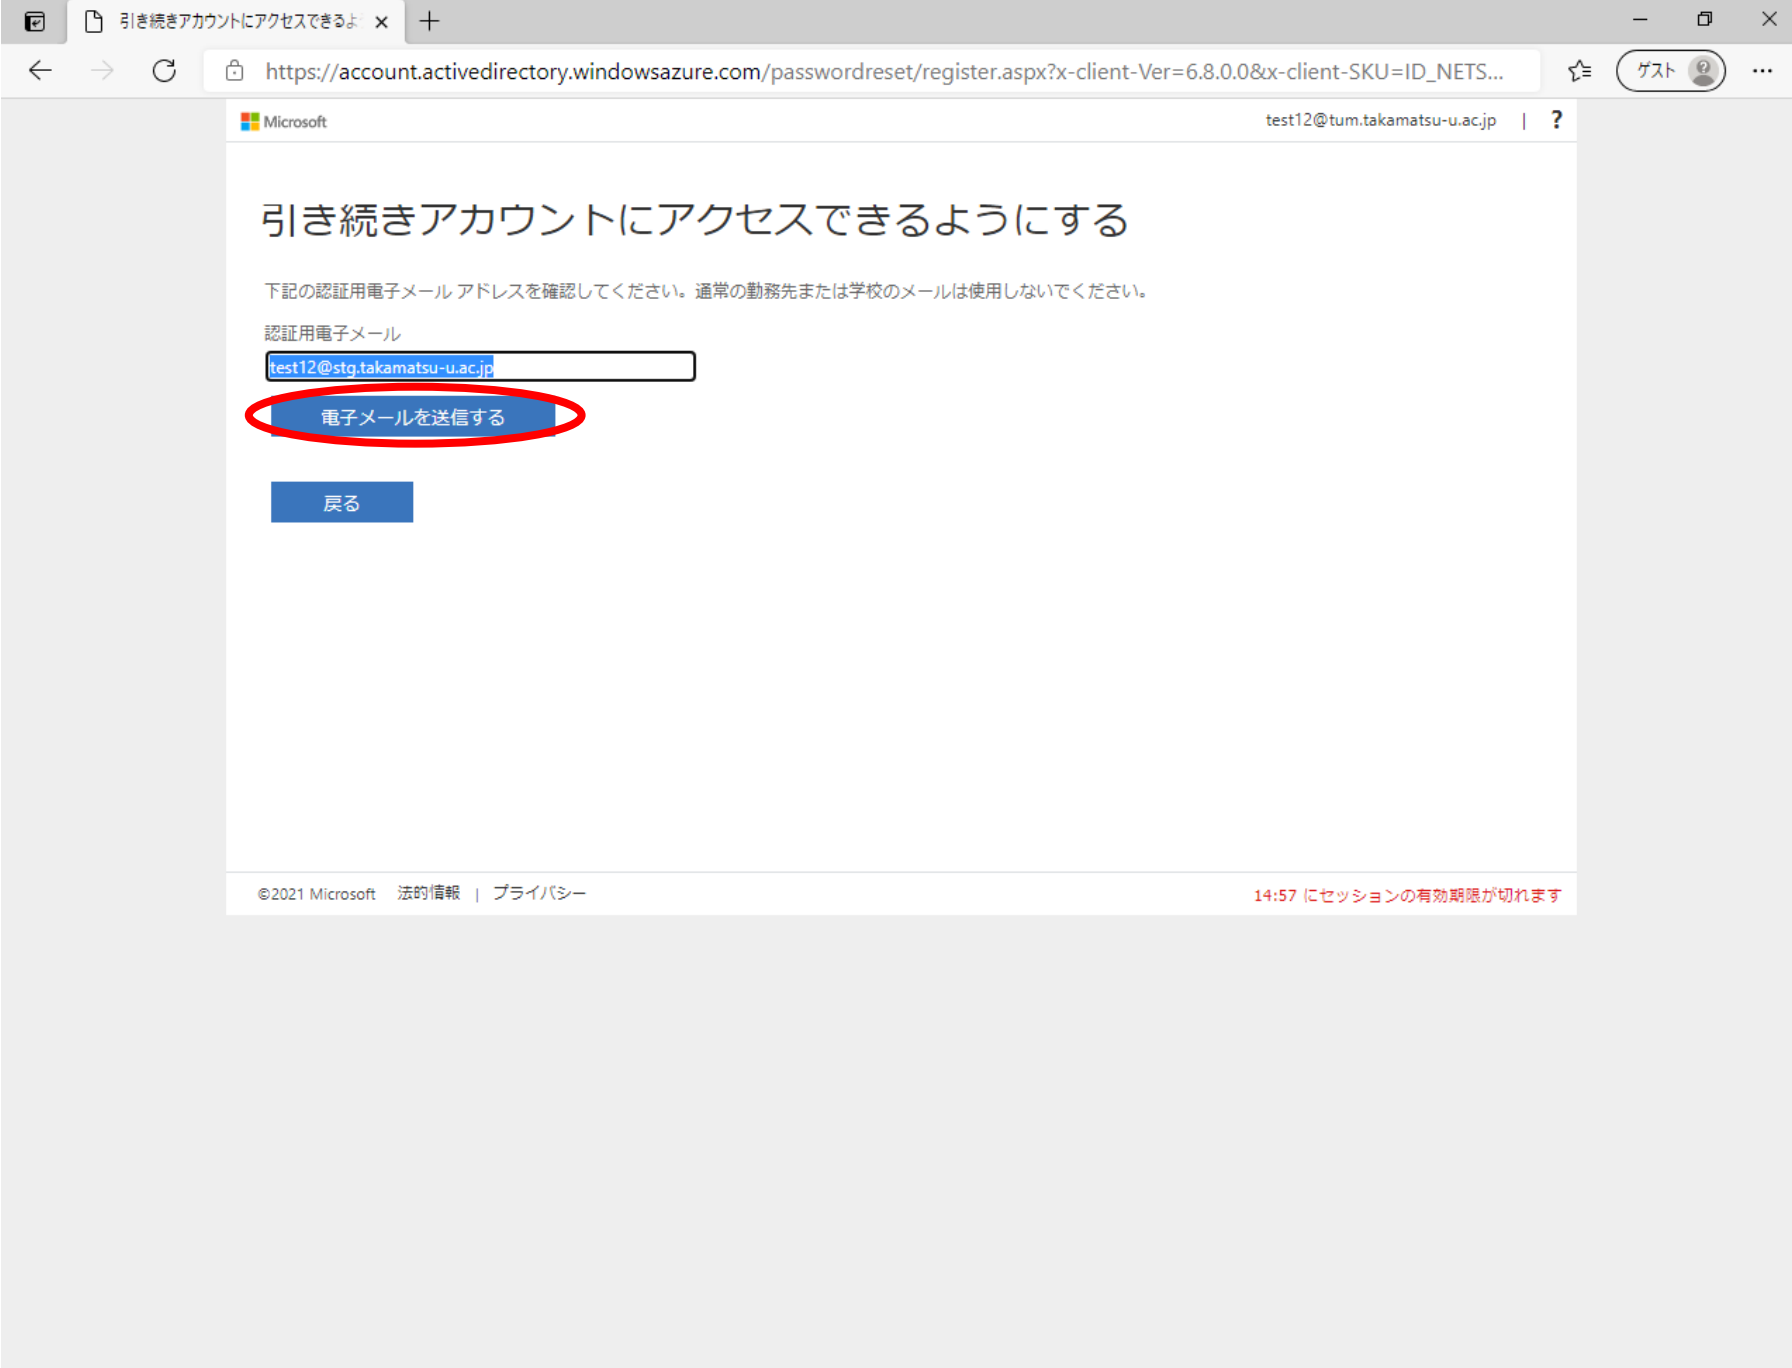 引き続きアカウントにアクセスできるよ
https://account.activedirectory.windowsazure.com/passwordreset/register.aspx?x-client-Ver=6.8.0.0&x-client-SKU=ID_NETS...
ゲスト
Microsoft
test12@tum.takamatsu-u.ac.jp | ?
引き続きアカウントにアクセスできるようにする
下記の認証用電子メール アドレスを確認してください。通常の勤務先または学校のメールは使用しないでください。
認証用電子メール
test12@stg.takamatsu-u.ac.jp
電子メールを送信する
戻る
©2021 Microsoft 法的情報 | プライバシー
14:57 にセッションの有効期限が切れます